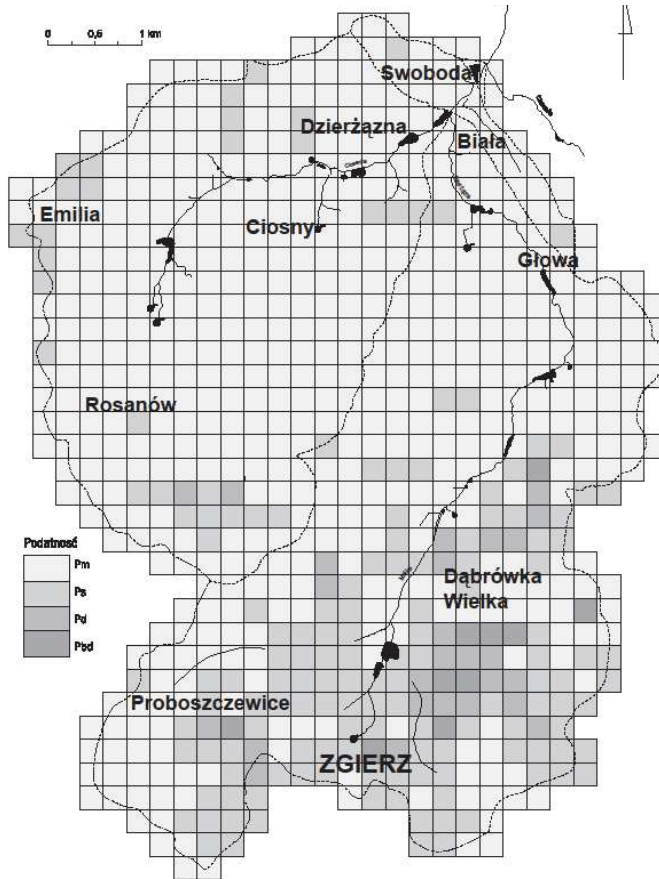 0 0,5 1 km
Swoboda
Dzierżązna
Biała
Emilia
Ciosny
Głowa
Rosanów
Podatność
Pm
Ps
Pd
Pbd
Dąbrówka
Wielka
Proboszczewice
ZGIERZ